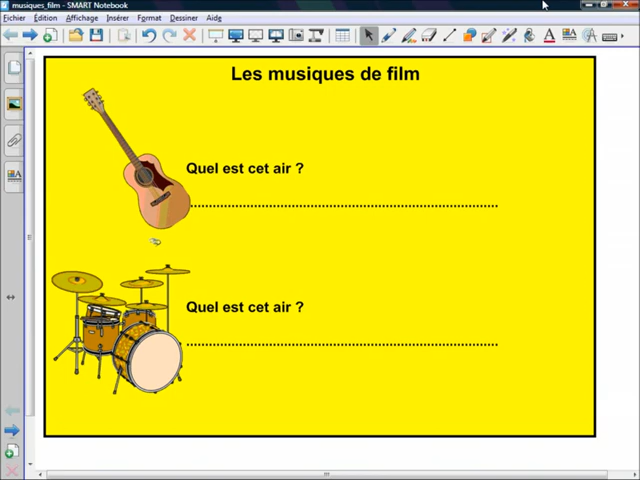 musiques_film - SMART Notebook
Fichier Édition Affichage Insérer Format Dessiner Aide
Les musiques de film
Quel est cet air ?
Quel est cet air ?